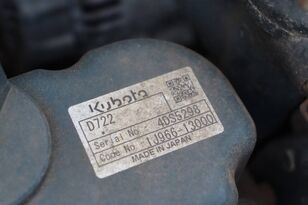 Kubota
D722
Serial No 4DS5298
Code No 1J966-13000
MADE IN JAPAN